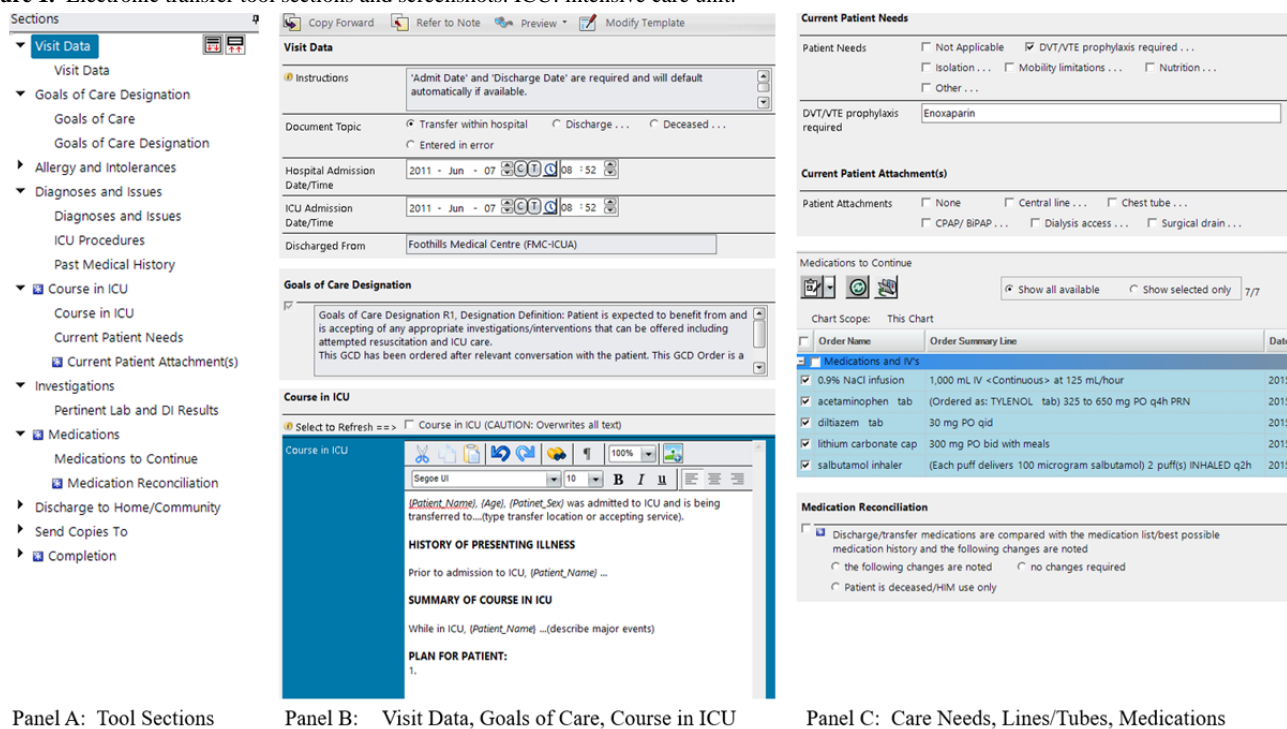 ure 1. Electronic transfer tool sections and screenshots. ICU: intensive care unit.
Sections
Visit Data
Visit Data
Goals of Care Designation
Goals of Care
Goals of Care Designation
Allergy and Intolerances
Diagnoses and Issues
Diagnoses and Issues
ICU Procedures
Past Medical History
Course in ICU
Course in ICU
Current Patient Needs
Current Patient Attachment(s)
Investigations
Pertinent Lab and DI Results
Medications
Medications to Continue
Medication Reconciliation
Discharge to Home/Community
Send Copies To
Completion
Panel A: Tool Sections
Copy Forward Refer to Note Preview Modify Template
Visit Data
Instructions
'Admit Date' and 'Discharge Date' are required and will default
automatically if available.
Document Topic
Transfer within hospital Discharge . . . Deceased . . .
Entered in error
Hospital Admission
Date/Time
2011 - Jun - 07 C T 08 : 52
ICU Admission
Date/Time
2011 - Jun - 07 C T 08 : 52
Discharged From
Foothills Medical Centre (FMC-ICUA)
Goals of Care Designation
Goals of Care Designation R1, Designation Definition: Patient is expected to benefit from and
is accepting of any appropriate investigations/interventions that can be offered including
attempted resuscitation and ICU care.
This GCD has been ordered after relevant conversation with the patient. This GCD Order is a
Course in ICU
Select to Refresh ==> Course in ICU (CAUTION: Overwrites all text)
Course in ICU
100%
Segoe UI 10 B I u
{Patient_Name}, {Age}, {Patinet_Sex} was admitted to ICU and is being
transferred to....(type transfer location or accepting service).
HISTORY OF PRESENTING ILLNESS
Prior to admission to ICU, {Patient_Name} ...
SUMMARY OF COURSE IN ICU
While in ICU, {Patient_Name} ...(describe major events)
PLAN FOR PATIENT:
1.
Panel B: Visit Data, Goals of Care, Course in ICU
Current Patient Needs
Patient Needs
Not Applicable DVT/VTE prophylaxis required . . .
Isolation . . . Mobility limitations . . . Nutrition . . .
Other . . .
DVT/VTE prophylaxis
required
Enoxaparin
Current Patient Attachment(s)
Patient Attachments
None Central line . . . Chest tube . . .
CPAP/ BiPAP . . . Dialysis access . . . Surgical drain . . .
Medications to Continue
Show all available Show selected only 7/7
Chart Scope: This Chart
Order Name Order Summary Line Date
Medications and IV's
0.9% NaCl infusion 1,000 mL IV <Continuous> at 125 mL/hour 2015
acetaminophen tab (Ordered as: TYLENOL tab) 325 to 650 mg PO q4h PRN 2015
diltiazem tab 30 mg PO qid 2015
lithium carbonate cap 300 mg PO bid with meals 2015
salbutamol inhaler (Each puff delivers 100 microgram salbutamol) 2 puff(s) INHALED q2h 2015
Medication Reconciliation
Discharge/transfer medications are compared with the medication list/best possible
medication history and the following changes are noted
the following changes are noted no changes required
Patient is deceased/HIM use only
Panel C: Care Needs, Lines/Tubes, Medications